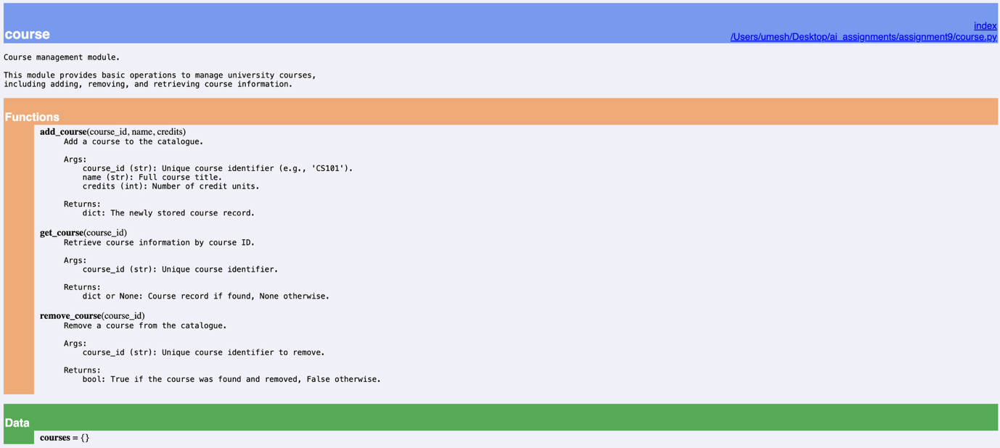 course
index
/Users/umesh/Desktop/ai_assignments/assignment9/course.py
Course management module.
This module provides basic operations to manage university courses,
including adding, removing, and retrieving course information.
Functions
add_course(course_id, name, credits)
Add a course to the catalogue.
Args:
course_id (str): Unique course identifier (e.g., 'CS101').
name (str): Full course title.
credits (int): Number of credit units.
Returns:
dict: The newly stored course record.
get_course(course_id)
Retrieve course information by course ID.
Args:
course_id (str): Unique course identifier.
Returns:
dict or None: Course record if found, None otherwise.
remove_course(course_id)
Remove a course from the catalogue.
Args:
course_id (str): Unique course identifier to remove.
Returns:
bool: True if the course was found and removed, False otherwise.
Data
courses = {}